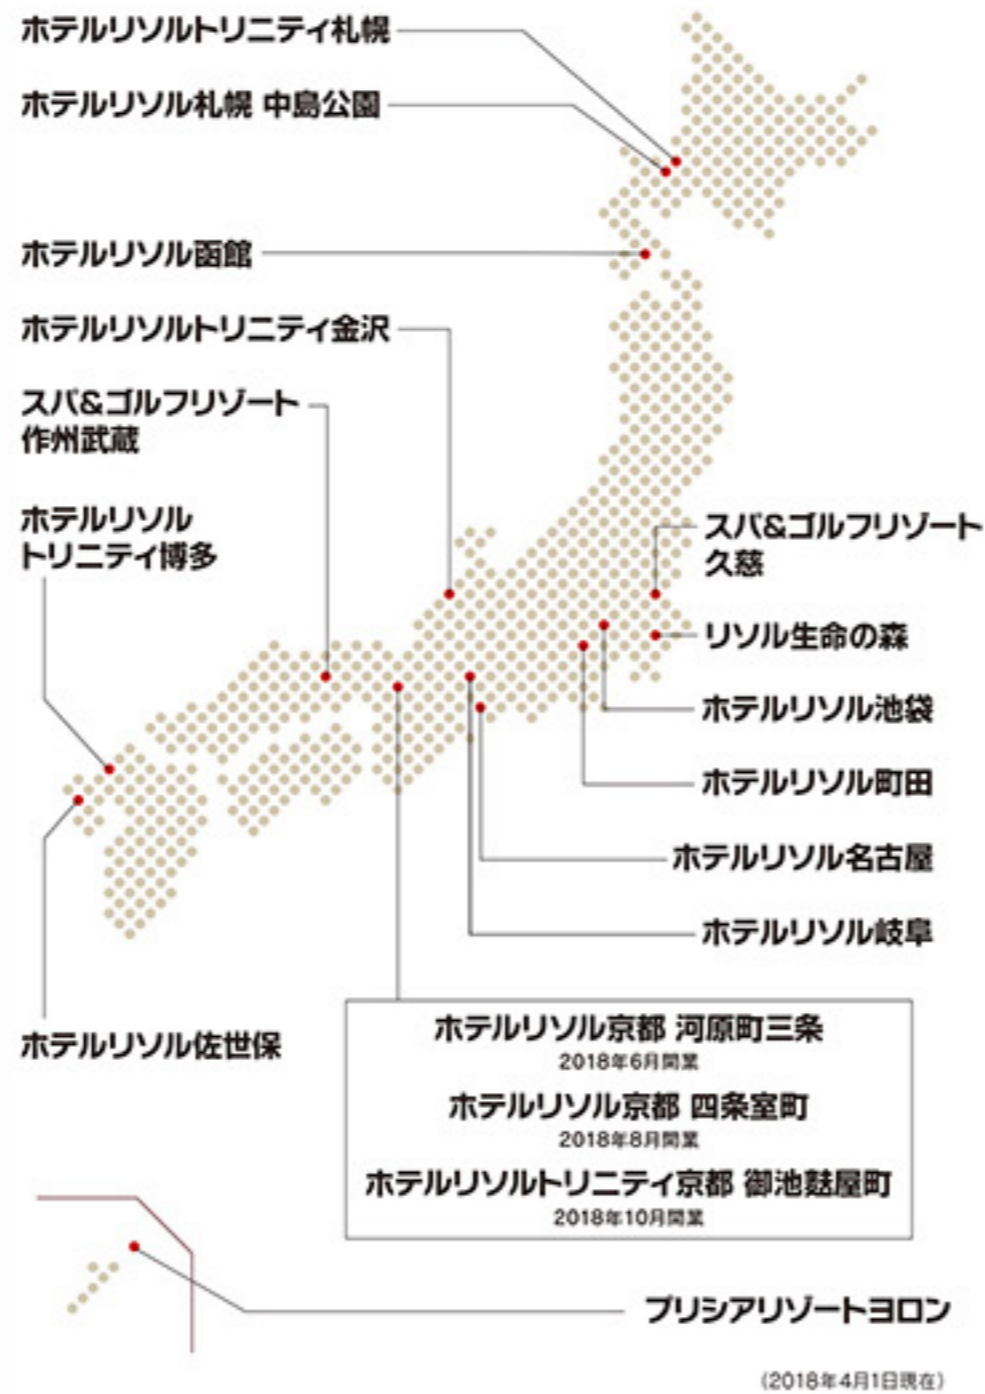 ホテルリソルトリニティ札幌
ホテルリソル札幌 中島公園
ホテルリソル函館
ホテルリソルトリニティ金沢
スパ&ゴルフリゾート
作州武蔵
ホテルリソル
トリニティ博多
スパ&ゴルフリゾート
久慈
リソル生命の森
ホテルリソル池袋
ホテルリソル町田
ホテルリソル名古屋
ホテルリソル岐阜
ホテルリソル佐世保
ホテルリソル京都 河原町三条
2018年6月開業
ホテルリソル京都 四条室町
2018年8月開業
ホテルリソルトリニティ京都 御池麩屋町
2018年10月開業
プリシアリゾートヨロン
(2018年4月1日現在)